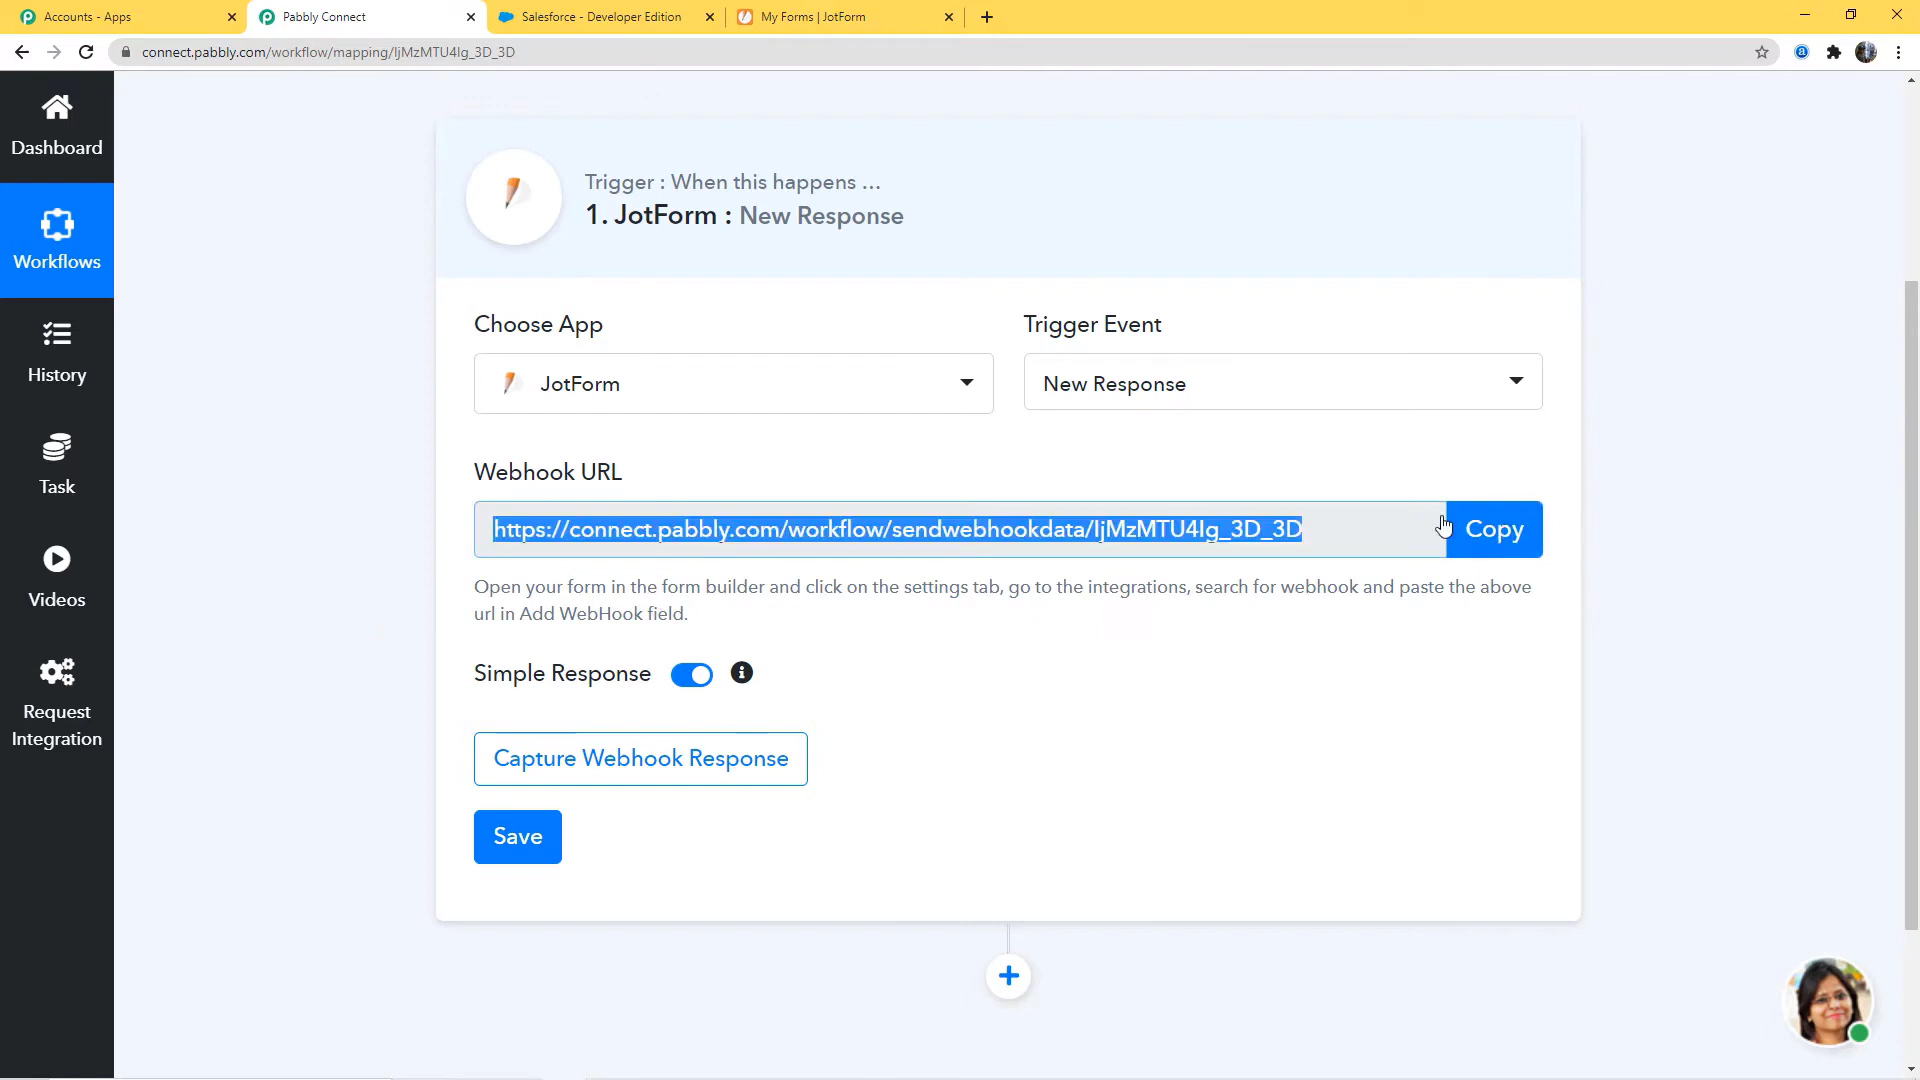 Accounts - Apps
Pabbly Connect
Salesforce - Developer Edition
My Forms | JotForm
connect.pabbly.com/workflow/mapping/IjMzMTU4Ig_3D_3D
Dashboard
Workflows
History
Task
Videos
Request
Integration
Trigger : When this happens ...
1. JotForm : New Response
Choose App
Trigger Event
JotForm
New Response
Webhook URL
https://connect.pabbly.com/workflow/sendwebhookdata/IjMzMTU4Ig_3D_3D
Copy
Open your form in the form builder and click on the settings tab, go to the integrations, search for webhook and paste the above
url in Add WebHook field.
Simple Response
Capture Webhook Response
Save